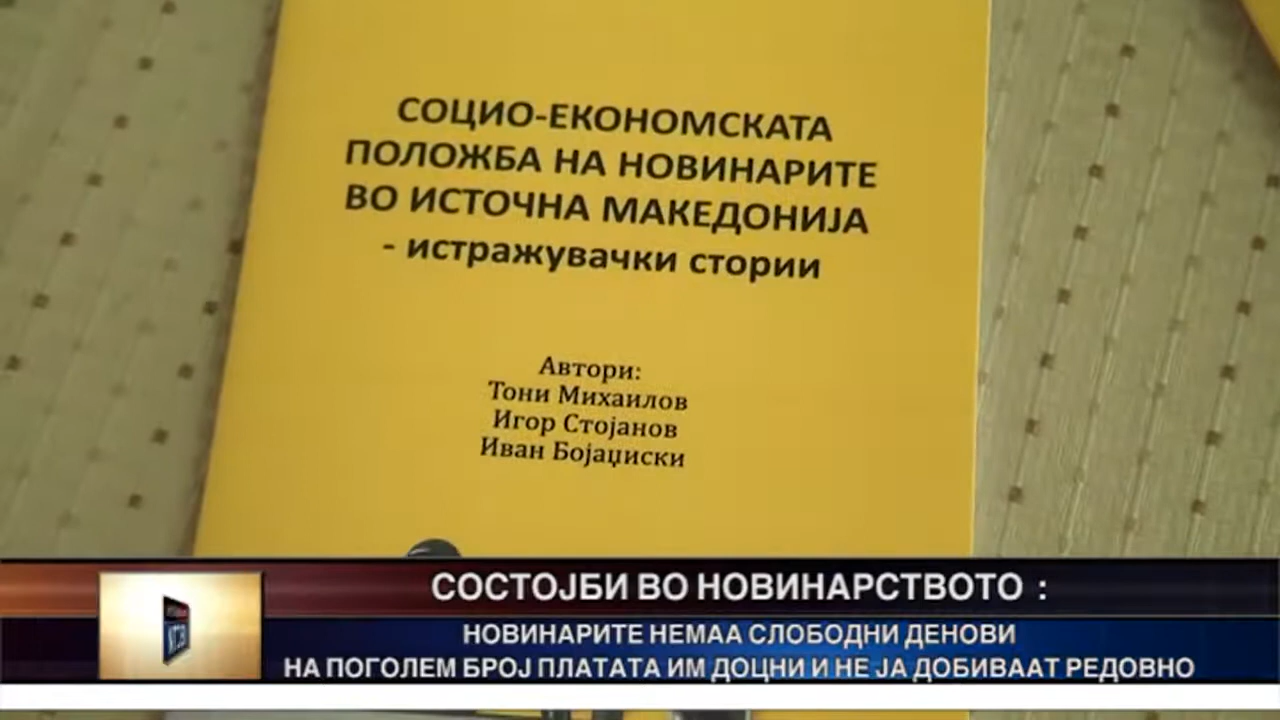 СОЦИО-ЕКОНОМСКАТА
ПОЛОЖБА НА НОВИНАРИТЕ
ВО ИСТОЧНА МАКЕДОНИЈА
- истражувачки стории
Автори:
Тони Михаилов
Игор Стојанов
Иван Бојаџиски
СОСТОЈБИ ВО НОВИНАРСТВОТО :
НОВИНАРИТЕ НЕМАА СЛОБОДНИ ДЕНОВИ
НА ПОГОЛЕМ БРОЈ ПЛАТАТА ИМ ДОЦНИ И НЕ ЈА ДОБИВААТ РЕДОВНО